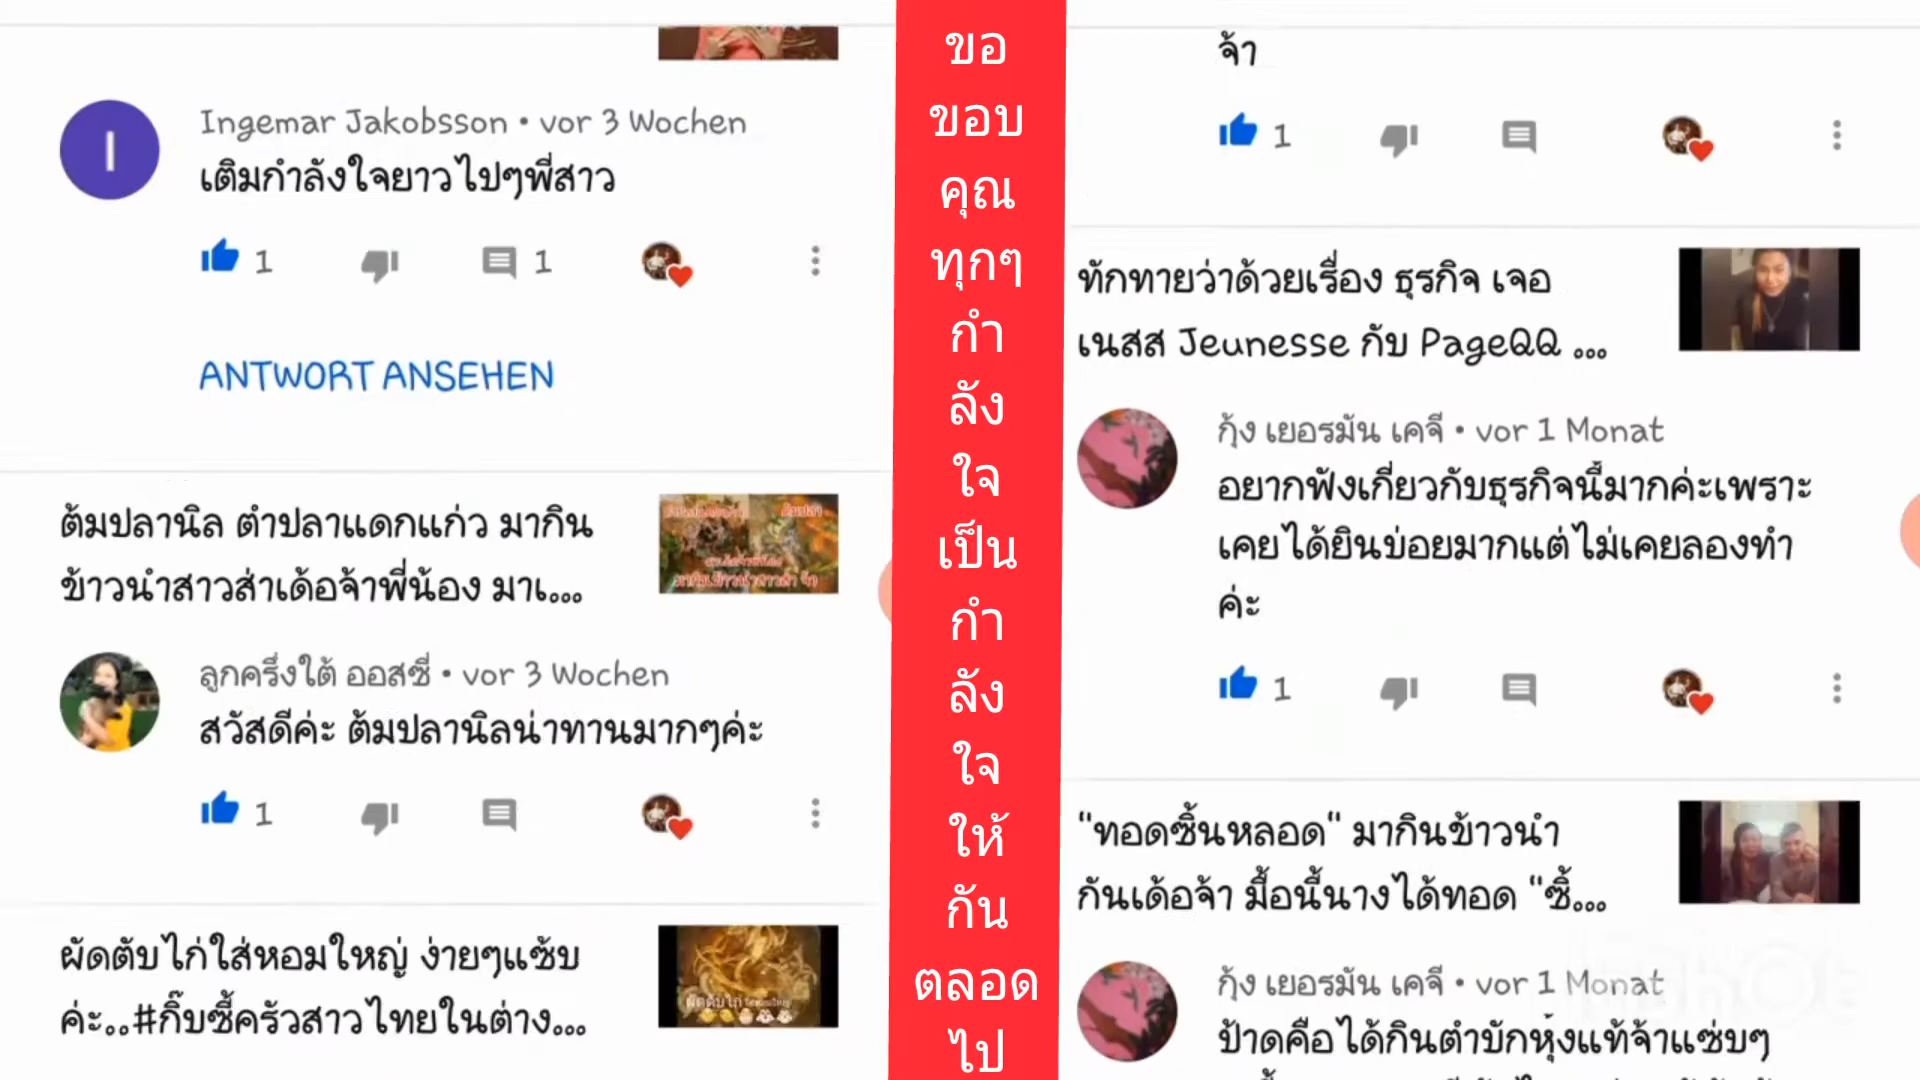 I
Ingemar Jakobsson • vor 3 Wochen
เติมกำลังใจยาวไปๆพี่สาว
1
1
ANTWORT ANSEHEN
ต้มปลานิล ตำปลาแดกแก่ว มากิน
ข้าวนำสาวส่าเด้อจ้าพี่น้อง มาเ...
ลูกครึ่งใต้ ออสซี่ • vor 3 Wochen
สวัสดีค่ะ ต้มปลานิลน่าทานมากๆค่ะ
1
ผัดตับไก่ใส่หอมใหญ่ ง่ายๆแซ้บ
ค่ะ..#กิ๊บซี้ครัวสาวไทยในต่าง...
ขอ
ขอบ
คุณ
ทุกๆ
กำ
ลัง
ใจ
เป็น
กำ
ลัง
ใจ
ให้
กัน
ตลอด
ไป
จ้า
1
ทักทายว่าด้วยเรื่อง ธุรกิจ เจอ
เนสส Jeunesse กับ PageQQ ...
กุ้ง เยอรมัน เคจี • vor 1 Monat
อยากฟังเกี่ยวกับธุรกิจนี้มากค่ะเพราะ
เคยได้ยินบ่อยมากแต่ไม่เคยลองทำ
ค่ะ
1
"ทอดซิ้นหลอด" มากินข้าวนำ
กันเด้อจ้า มื้อนี้นางได้ทอด "ซิ้...
กุ้ง เยอรมัน เคจี • vor 1 Monat
ป้าดคือได้กินตำบักหุ้งแท้จ้าแซ่บๆ